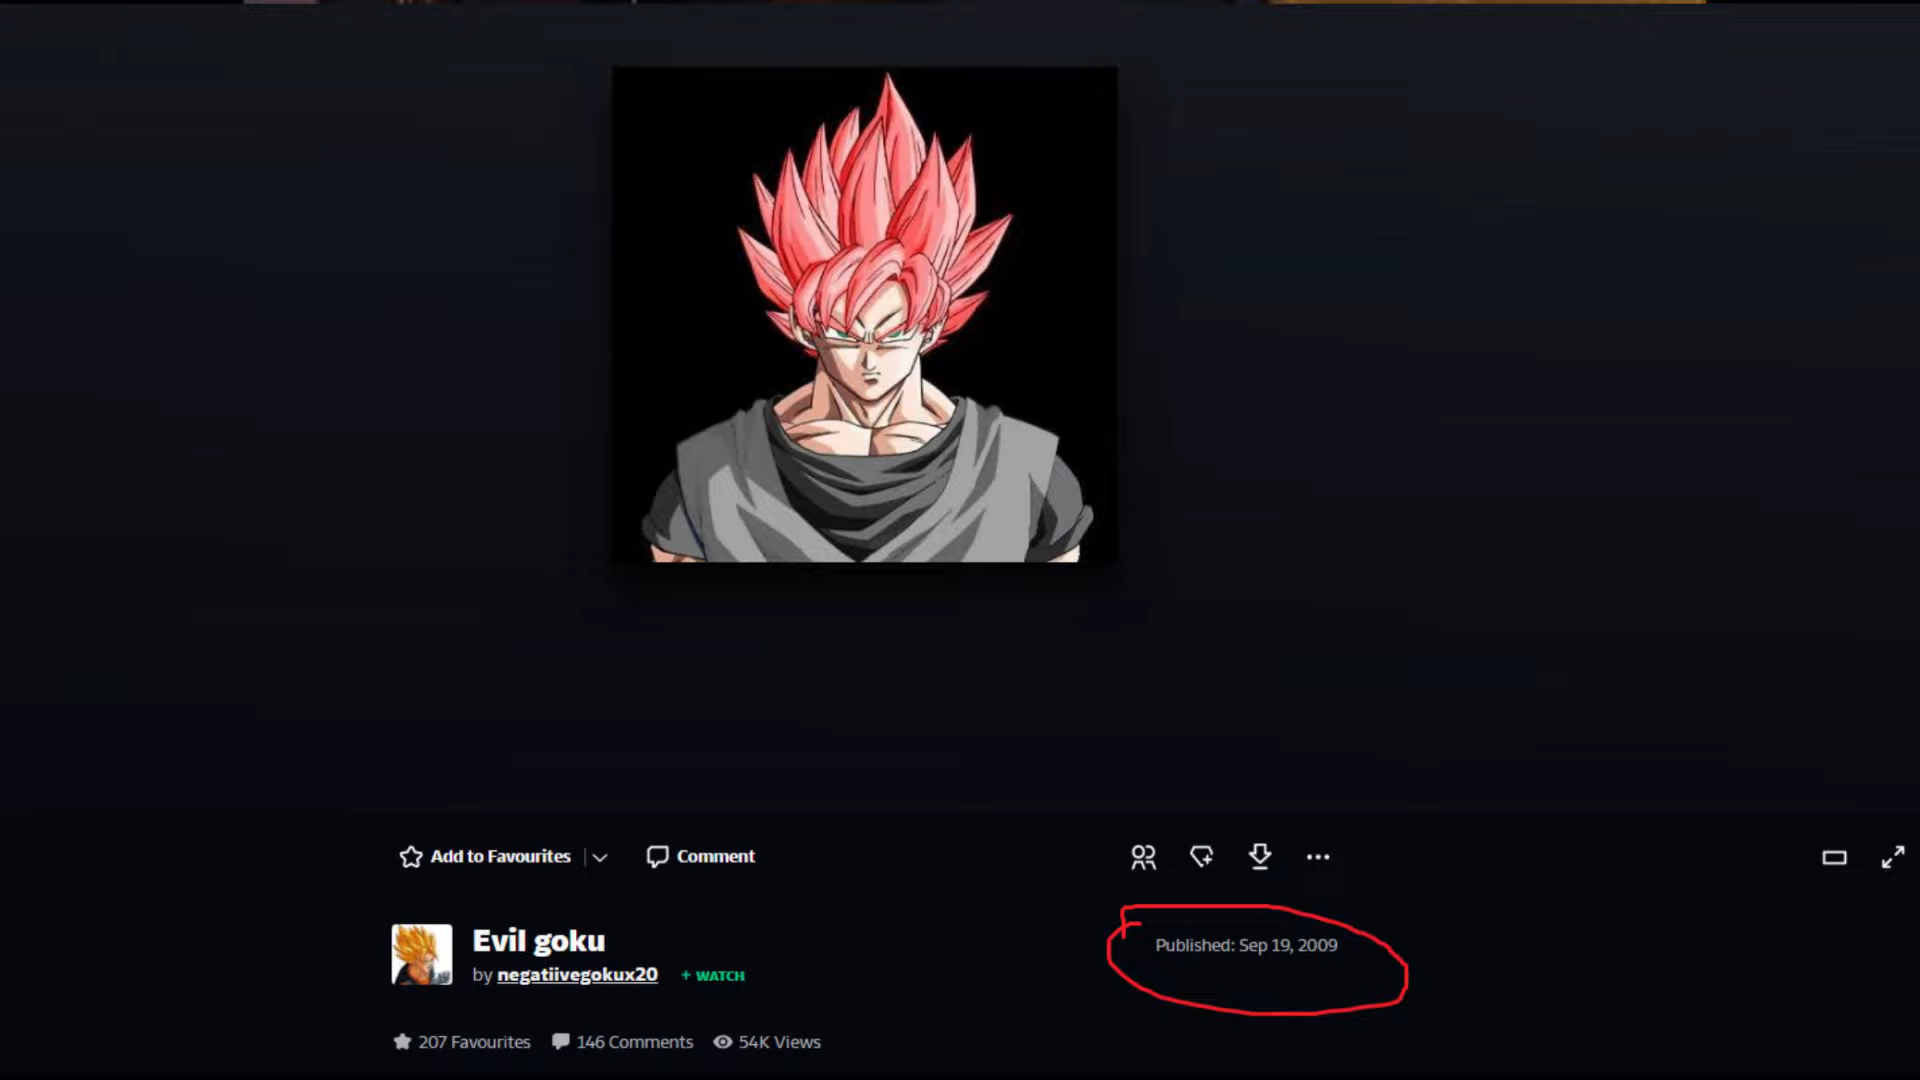 Add to Favourites
Comment
Evil goku
by negatiivegokux20 + WATCH
Published: Sep 19, 2009
207 Favourites 146 Comments 54K Views